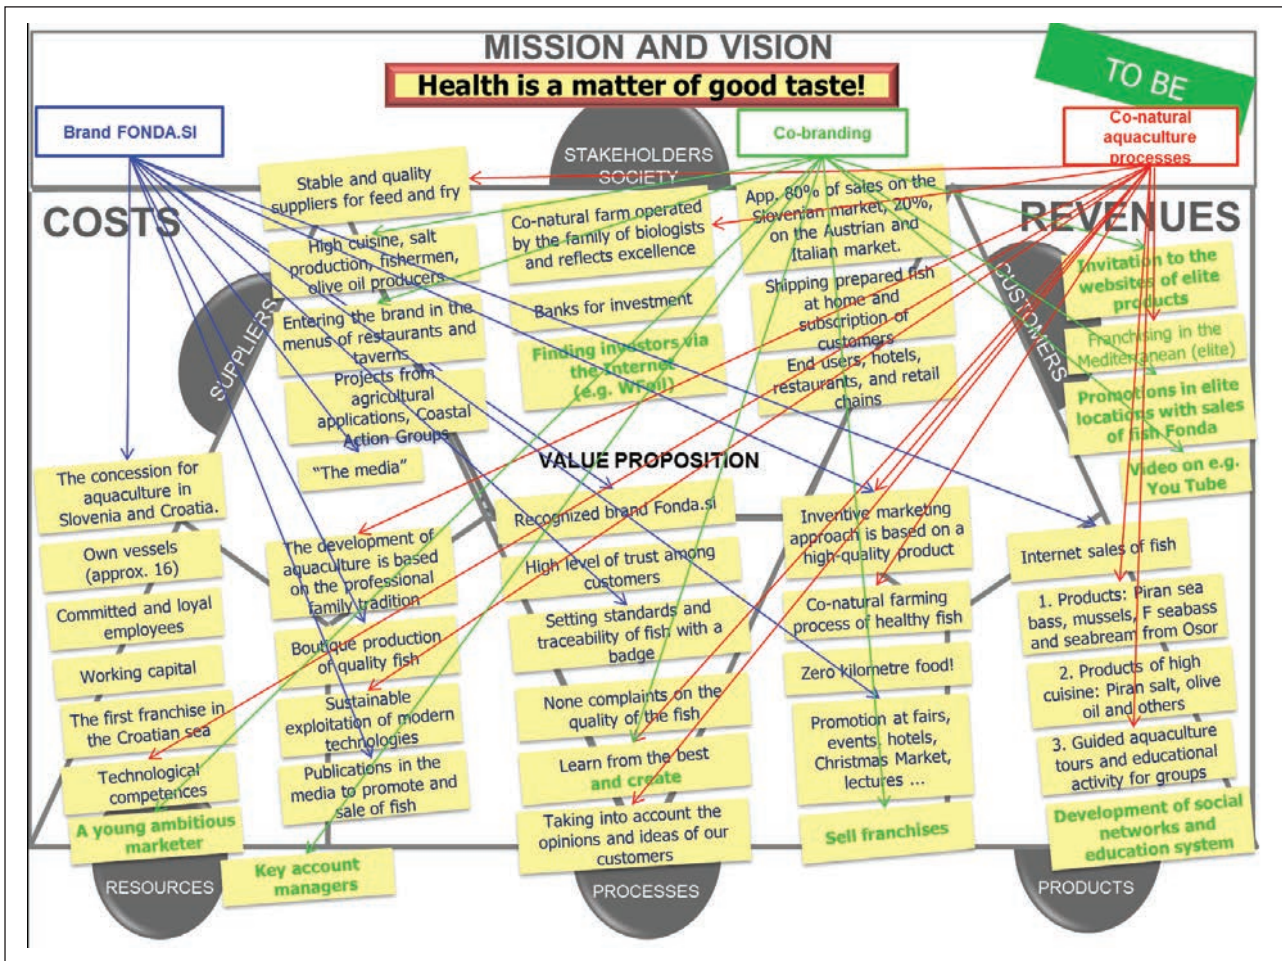 MISSION AND VISION
Health is a matter of good taste!
TO BE
Brand FONDA.SI
Co-branding
Co-natural
aquaculture
processes
STAKEHOLDERS
SOCIETY
COSTS
REVENUES
SUPPLIERS
CUSTOMERS
Stable and quality
suppliers for feed and fry
High cuisine, salt
production, fishermen,
olive oil producers
Entering the brand in the
menus of restaurants and
taverns
Projects from
agricultural
applications, Coastal
Action Groups
“The media”
Co-natural farm operated
by the family of biologists
and reflects excellence
Banks for investment
Finding investors via
the Internet
(e.g. WFoil)
App. 80% of sales on the
Slovenian market, 20%,
on the Austrian and
Italian market.
Shipping prepared fish
at home and
subscription of
customers
End users, hotels,
restaurants, and retail
chains
Invitation to the
websites of elite
products
Franchising in the
Mediterranean (elite)
Promotions in elite
locations with sales
of fish Fonda
Video on e.g.
You Tube
VALUE PROPOSITION
The concession for
aquaculture in
Slovenia and Croatia.
Own vessels
(approx. 16)
Committed and loyal
employees
Working capital
The first franchise in
the Croatian sea
Technological
competences
A young ambitious
marketer
The development of
aquaculture is based
on the professional
family tradition
Boutique production
of quality fish
Sustainable
exploitation of modern
technologies
Publications in the
media to promote and
sale of fish
Key account
managers
Recognized brand Fonda.si
High level of trust among
customers
Setting standards and
traceability of fish with a
badge
None complaints on the
quality of the fish
Learn from the best
and create
Taking into account the
opinions and ideas of our
customers
Inventive marketing
approach is based on a
high-quality product
Co-natural farming
process of healthy fish
Zero kilometre food!
Promotion at fairs,
events, hotels,
Christmas Market,
lectures ...
Sell franchises
Internet sales of fish
1. Products: Piran sea
bass, mussels, F seabass
and seabream from Osor
2. Products of high
cuisine: Piran salt, olive
oil and others
3. Guided aquaculture
tours and educational
activity for groups
Development of social
networks and
education system
RESOURCES
PROCESSES
PRODUCTS